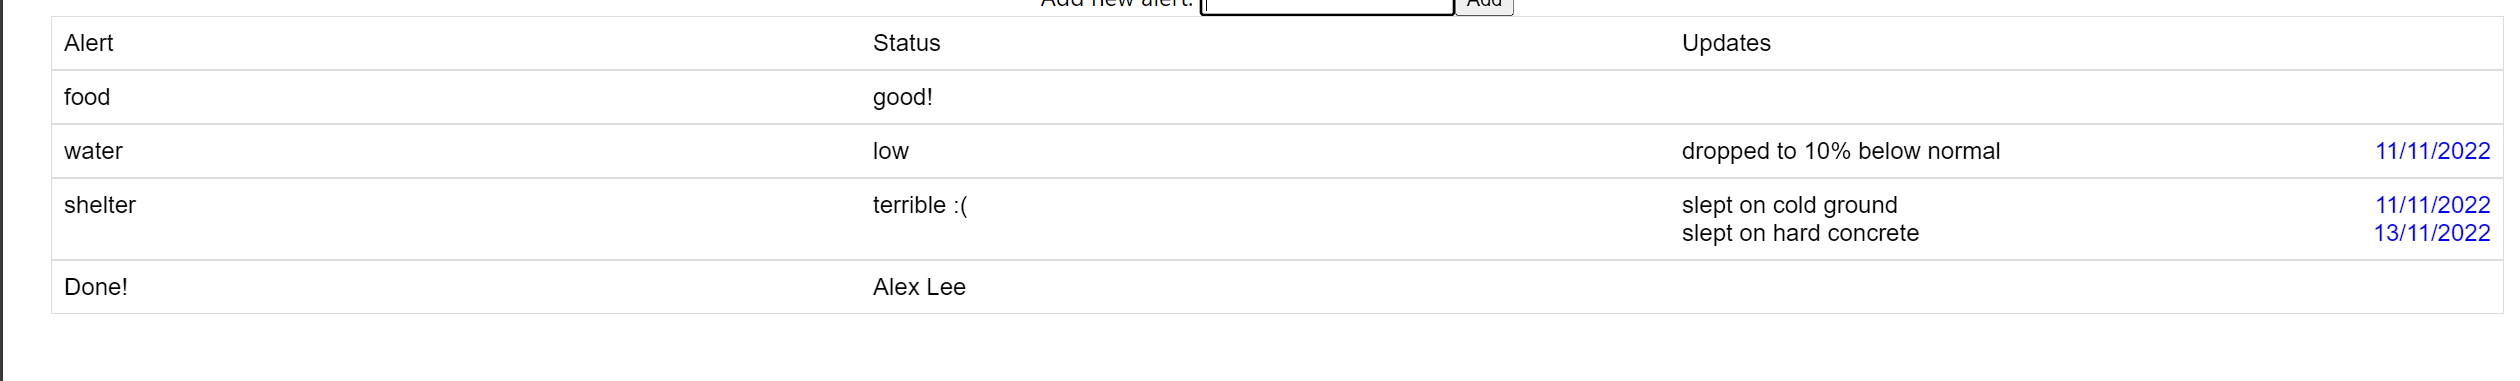 Add new alert: Add
Alert Status Updates
food good!
water low dropped to 10% below normal 11/11/2022
shelter terrible :( slept on cold ground 11/11/2022
slept on hard concrete 13/11/2022
Done! Alex Lee